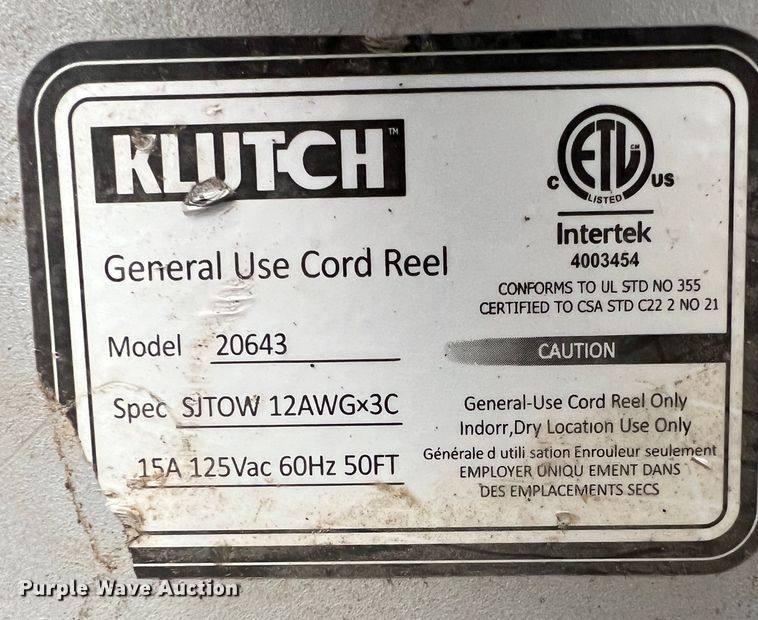 KLUTCH™
General Use Cord Reel
Model 20643
Spec SJTOW 12AWG×3C
15A 125Vac 60Hz 50FT
ETL CM
C US
LISTED
Intertek
4003454
CONFORMS TO UL STD NO 355
CERTIFIED TO CSA STD C22 2 NO 21
CAUTION
General-Use Cord Reel Only
Indorr,Dry Location Use Only
Générale d utili sation Enrouleur seulement
EMPLOYER UNIQU EMENT DANS
DES EMPLACEMENTS SECS
Purple Wave Auction